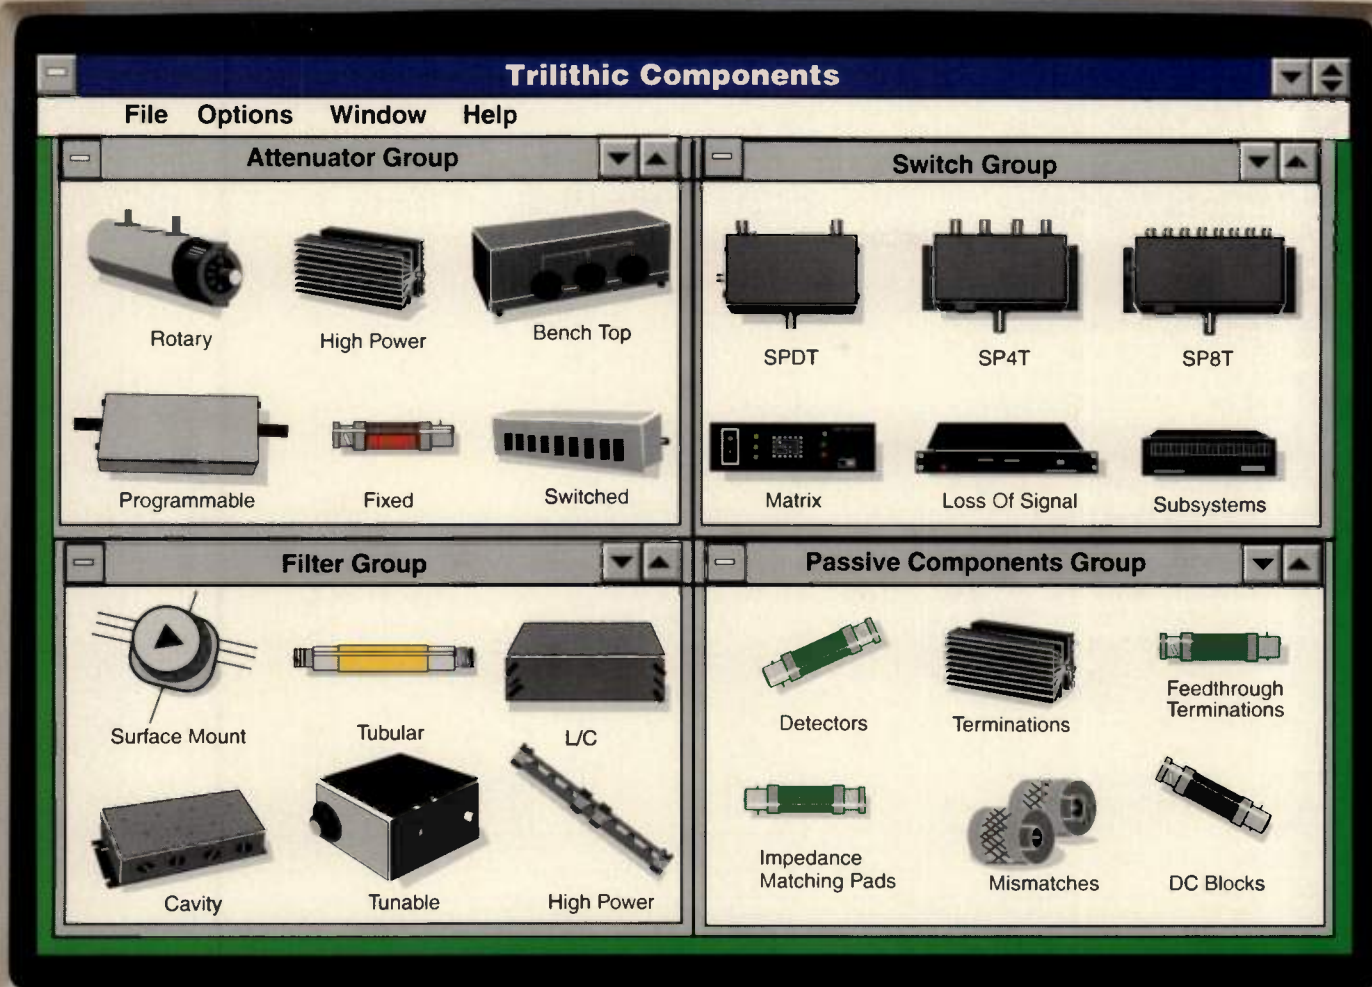 Trilithic Components
File Options Window Help
Attenuator Group
Rotary
High Power
Bench Top
Programmable
Fixed
Switched
Switch Group
SPDT
SP4T
SP8T
Matrix
Loss Of Signal
Subsystems
Filter Group
Surface Mount
Tubular
L/C
Cavity
Tunable
High Power
Passive Components Group
Detectors
Terminations
Feedthrough
Terminations
Impedance
Matching Pads
Mismatches
DC Blocks